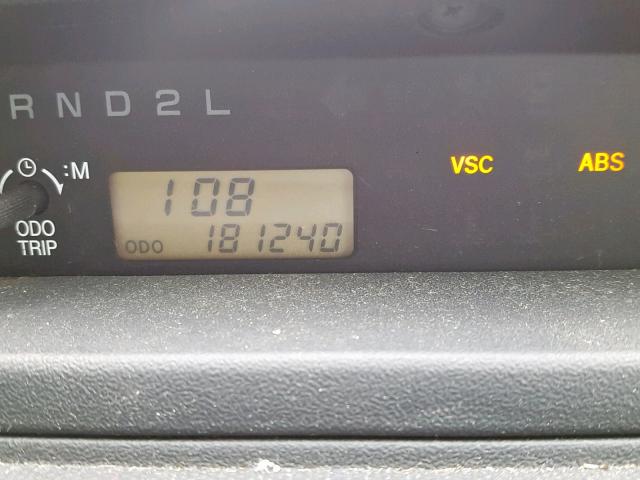 R N D 2 L
:M
VSC ABS
108
ODO
TRIP
ODO 181240